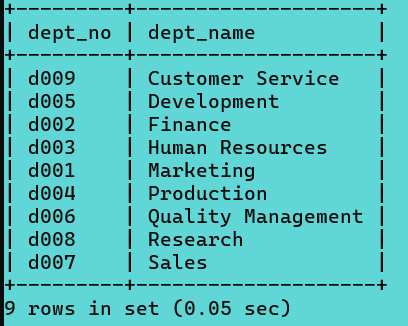 +---------+--------------------+
| dept_no | dept_name          |
+---------+--------------------+
| d009    | Customer Service   |
| d005    | Development        |
| d002    | Finance            |
| d003    | Human Resources    |
| d001    | Marketing          |
| d004    | Production         |
| d006    | Quality Management |
| d008    | Research           |
| d007    | Sales              |
+---------+--------------------+
9 rows in set (0.05 sec)